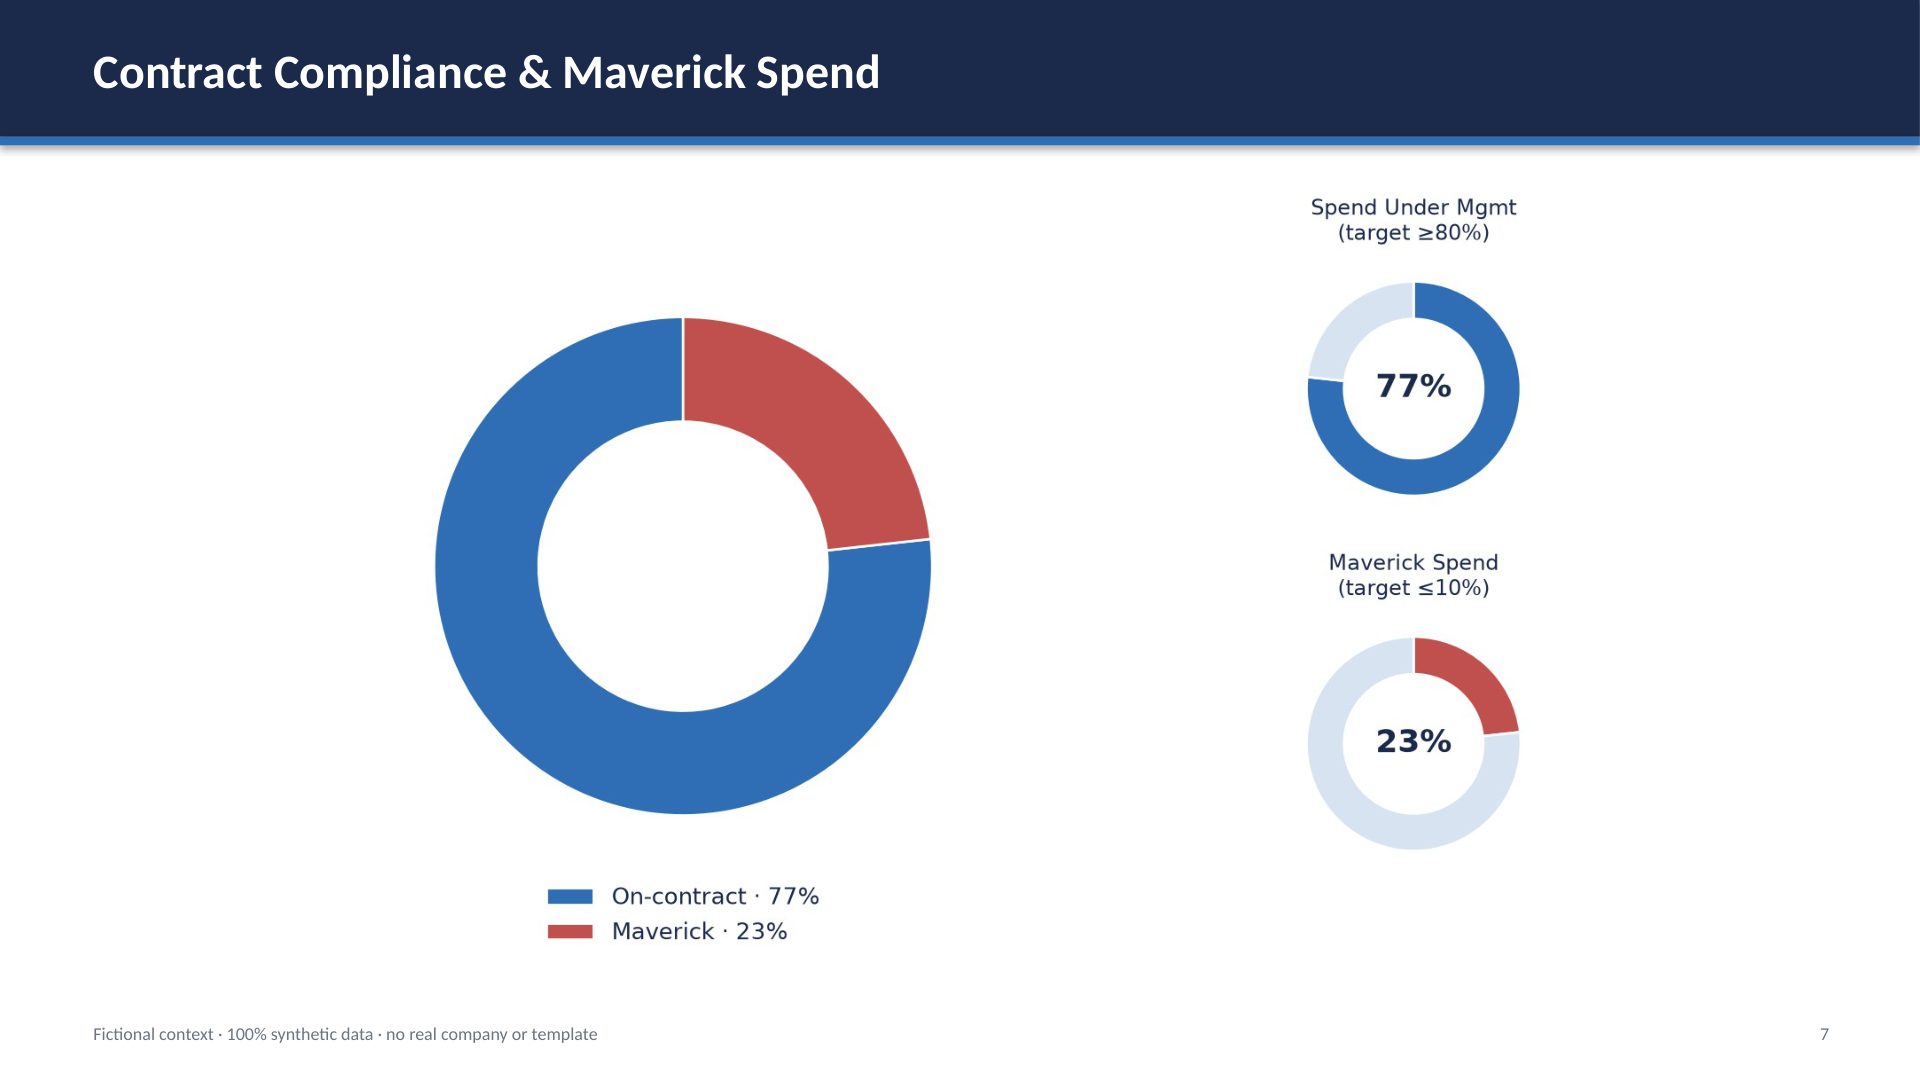 Contract Compliance & Maverick Spend
Spend Under Mgmt
(target ≥80%)
77%
Maverick Spend
(target ≤10%)
23%
On-contract · 77%
Maverick · 23%
Fictional context · 100% synthetic data · no real company or template
7